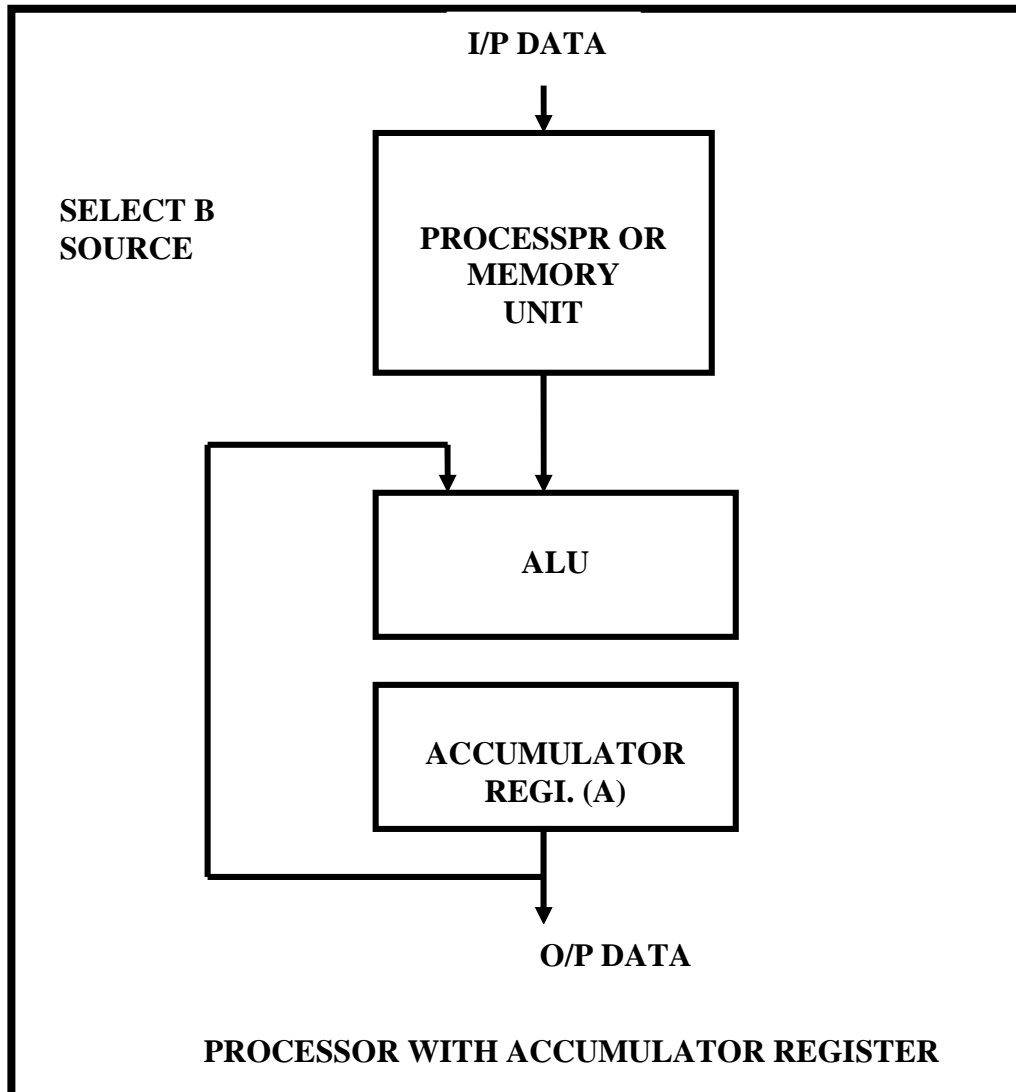 I/P DATA
SELECT B
SOURCE
PROCESSPR OR
MEMORY
UNIT
ALU
ACCUMULATOR
REGI. (A)
O/P DATA
PROCESSOR WITH ACCUMULATOR REGISTER